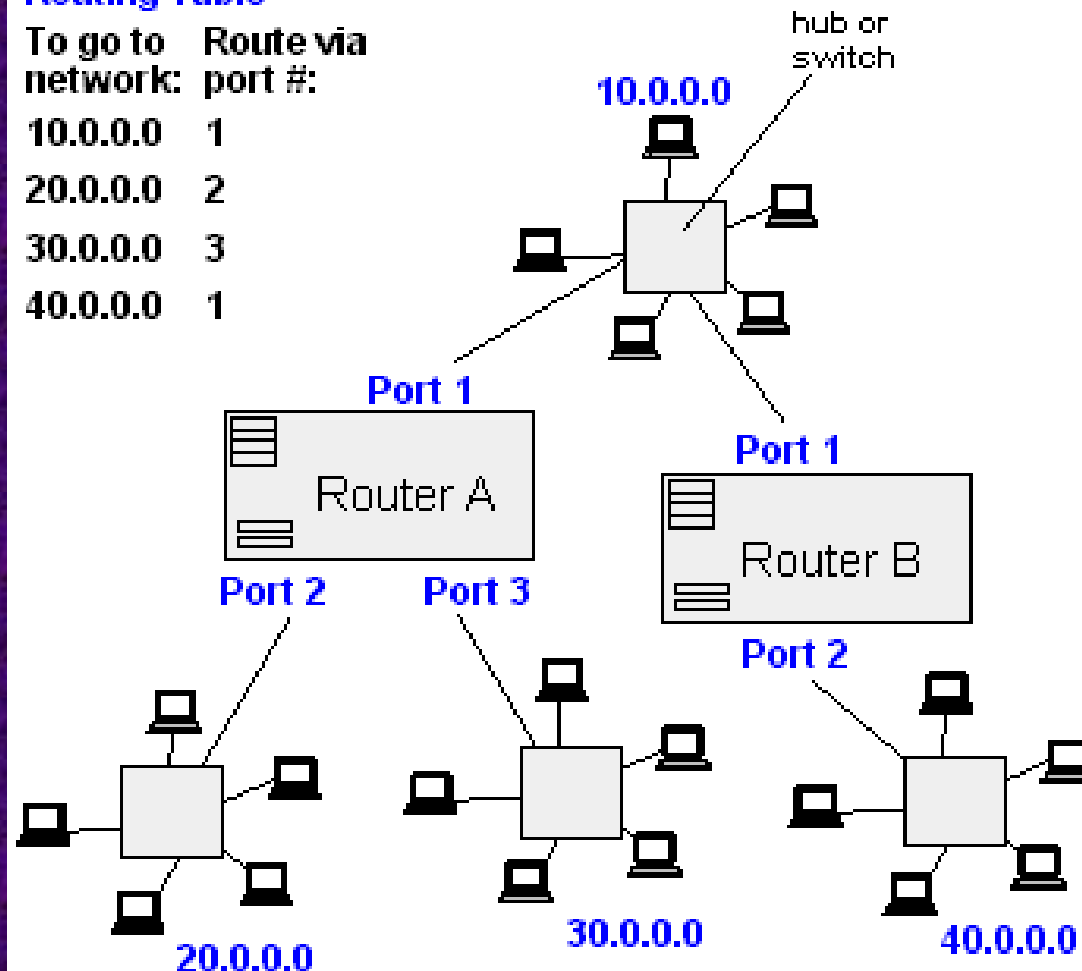 Routing Table
To go to Route via
network: port #:
10.0.0.0 1
20.0.0.0 2
30.0.0.0 3
40.0.0.0 1
hub or
switch
10.0.0.0
Port 1
Router A
Port 2 Port 3
Port 1
Router B
Port 2
20.0.0.0
30.0.0.0
40.0.0.0